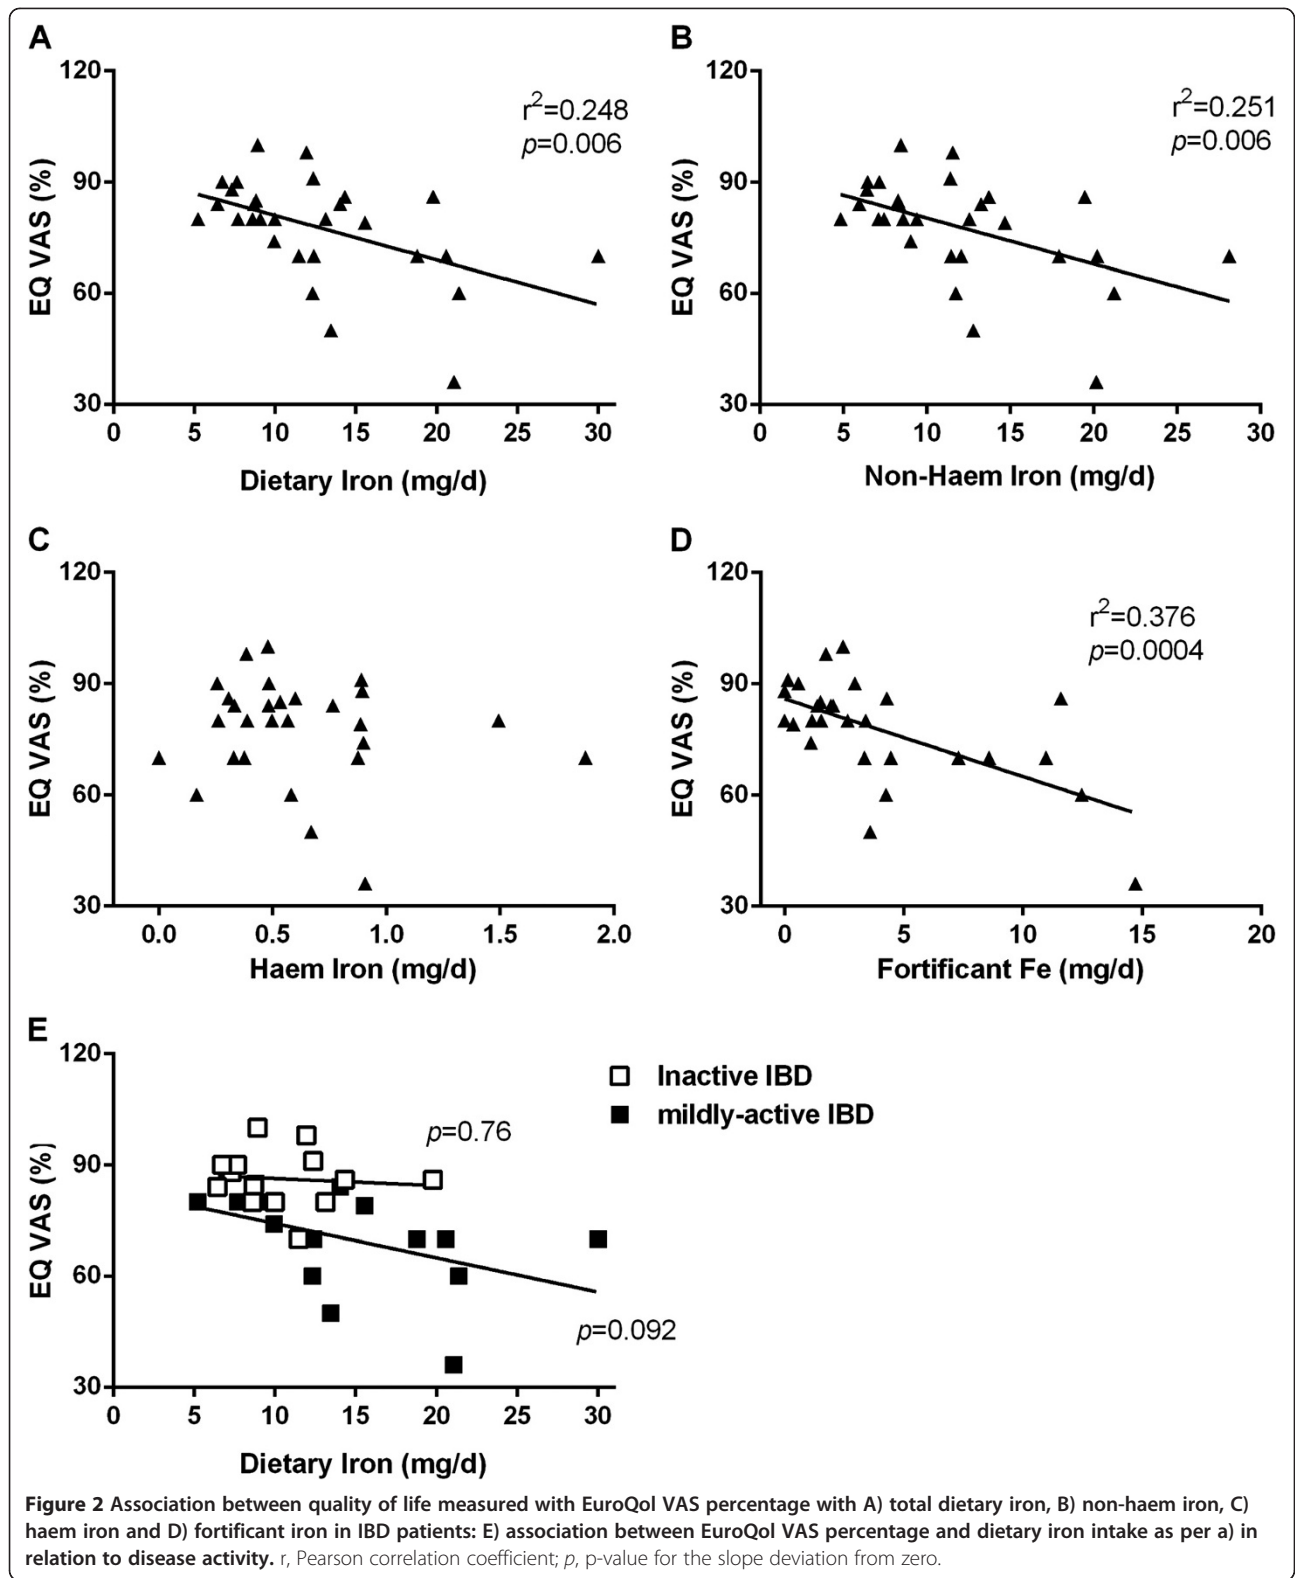 A
120
90
60
30
EQ VAS (%)
r²=0.248
p=0.006
0 5 10 15 20 25 30
Dietary Iron (mg/d)
B
120
90
60
30
EQ VAS (%)
r²=0.251
p=0.006
0 5 10 15 20 25 30
Non-Haem Iron (mg/d)
C
120
90
60
30
EQ VAS (%)
0.0 0.5 1.0 1.5 2.0
Haem Iron (mg/d)
D
120
90
60
30
EQ VAS (%)
r²=0.376
p=0.0004
0 5 10 15 20
Fortificant Fe (mg/d)
E
120
90
60
30
EQ VAS (%)
Inactive IBD
mildly-active IBD
p=0.76
p=0.092
0 5 10 15 20 25 30
Dietary Iron (mg/d)
Figure 2 Association between quality of life measured with EuroQol VAS percentage with A) total dietary iron, B) non-haem iron, C)
haem iron and D) fortificant iron in IBD patients: E) association between EuroQol VAS percentage and dietary iron intake as per a) in
relation to disease activity. r, Pearson correlation coefficient; p, p-value for the slope deviation from zero.